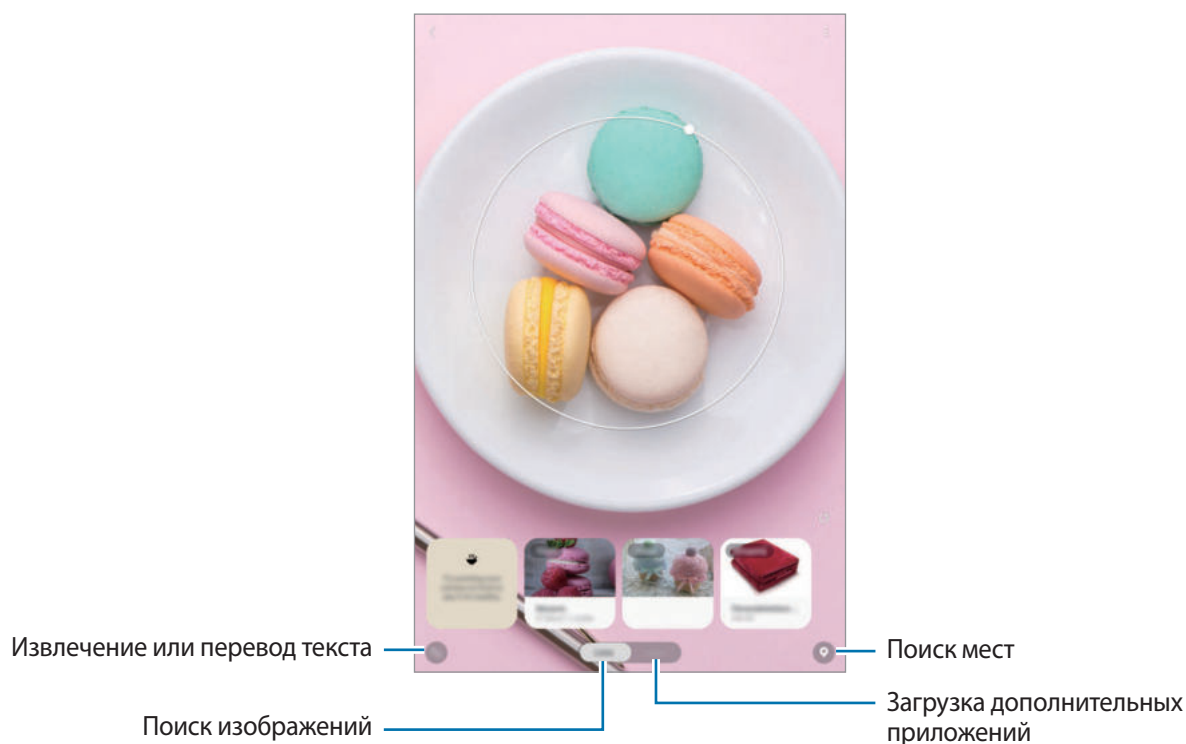 Извлечение или перевод текста
Поиск мест
Поиск изображений
Загрузка дополнительных
приложений